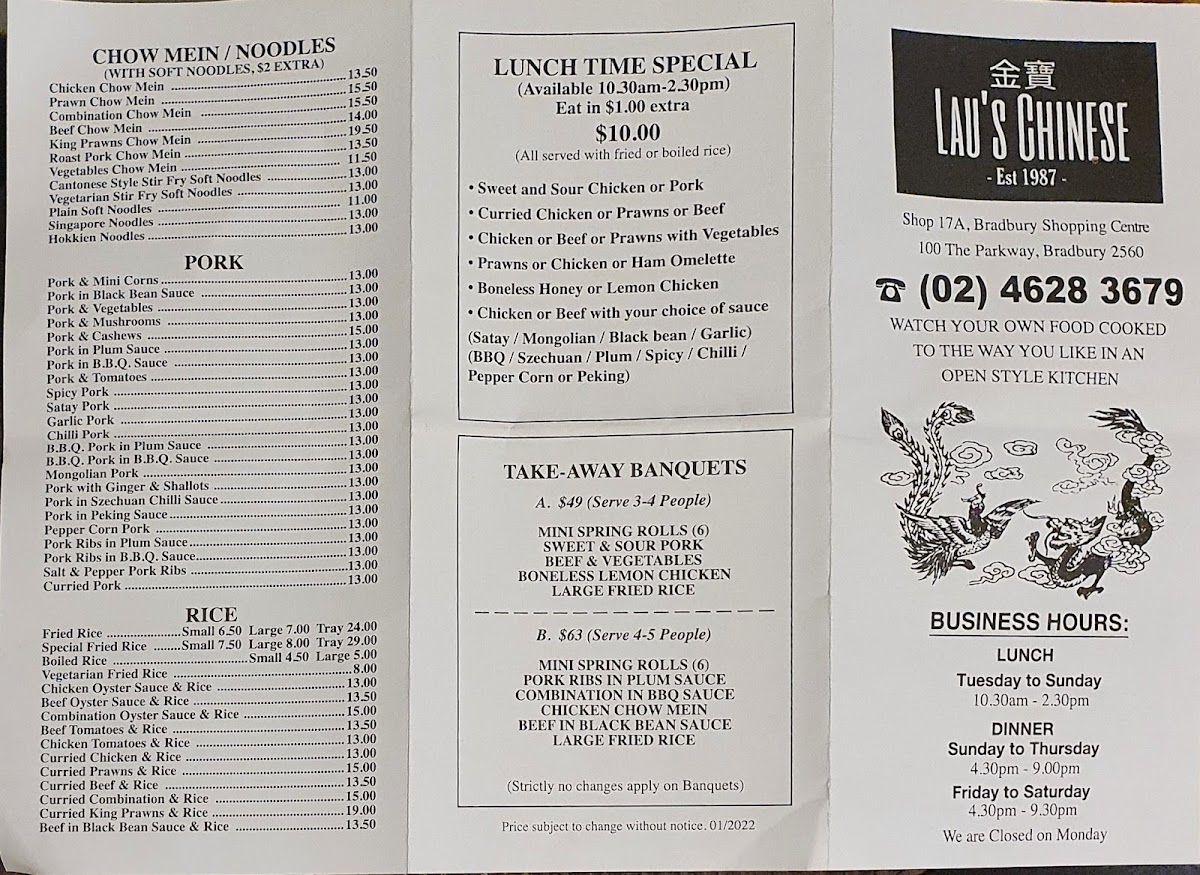 CHOW MEIN / NOODLES
(WITH SOFT NOODLES, $2 EXTRA)
Chicken Chow Mein 13.50
Prawn Chow Mein 15.50
Combination Chow Mein 15.50
Beef Chow Mein 14.00
King Prawns Chow Mein 19.50
Roast Pork Chow Mein 13.50
Vegetables Chow Mein 11.50
Cantonese Style Stir Fry Soft Noodles 13.00
Vegetarian Stir Fry Soft Noodles 13.00
Plain Soft Noodles 11.00
Singapore Noodles 13.00
Hokkien Noodles 13.00
PORK
Pork & Mini Corns 13.00
Pork in Black Bean Sauce 13.00
Pork & Vegetables 13.00
Pork & Mushrooms 13.00
Pork & Cashews 15.00
Pork in Plum Sauce 13.00
Pork in B.B.Q. Sauce 13.00
Pork & Tomatoes 13.00
Spicy Pork 13.00
Satay Pork 13.00
Garlic Pork 13.00
Chilli Pork 13.00
B.B.Q. Pork in Plum Sauce 13.00
B.B.Q. Pork in B.B.Q. Sauce 13.00
Mongolian Pork 13.00
Pork with Ginger & Shallots 13.00
Pork in Szechuan Chilli Sauce 13.00
Pork in Peking Sauce 13.00
Pepper Corn Pork 13.00
Pork Ribs in Plum Sauce 13.00
Pork Ribs in B.B.Q. Sauce 13.00
Salt & Pepper Pork Ribs 13.00
Curried Pork 13.00
RICE
Fried Rice Small 6.50 Large 7.00 Tray 24.00
Special Fried Rice Small 7.50 Large 8.00 Tray 29.00
Boiled Rice Small 4.50 Large 5.00
Vegetarian Fried Rice 8.00
Chicken Oyster Sauce & Rice 13.00
Beef Oyster Sauce & Rice 13.50
Combination Oyster Sauce & Rice 15.00
Beef Tomatoes & Rice 13.50
Chicken Tomatoes & Rice 13.00
Curried Chicken & Rice 13.00
Curried Prawns & Rice 15.00
Curried Beef & Rice 13.50
Curried Combination & Rice 15.00
Curried King Prawns & Rice 19.00
Beef in Black Bean Sauce & Rice 13.50
LUNCH TIME SPECIAL
(Available 10.30am-2.30pm)
Eat in $1.00 extra
$10.00
(All served with fried or boiled rice)
• Sweet and Sour Chicken or Pork
• Curried Chicken or Prawns or Beef
• Chicken or Beef or Prawns with Vegetables
• Prawns or Chicken or Ham Omelette
• Boneless Honey or Lemon Chicken
• Chicken or Beef with your choice of sauce
(Satay / Mongolian / Black bean / Garlic)
(BBQ / Szechuan / Plum / Spicy / Chilli /
Pepper Corn or Peking)
TAKE-AWAY BANQUETS
A. $49 (Serve 3-4 People)
MINI SPRING ROLLS (6)
SWEET & SOUR PORK
BEEF & VEGETABLES
BONELESS LEMON CHICKEN
LARGE FRIED RICE
B. $63 (Serve 4-5 People)
MINI SPRING ROLLS (6)
PORK RIBS IN PLUM SAUCE
COMBINATION IN BBQ SAUCE
CHICKEN CHOW MEIN
BEEF IN BLACK BEAN SAUCE
LARGE FRIED RICE
(Strictly no changes apply on Banquets)
Price subject to change without notice. 01/2022
金寶
LAU'S CHINESE
- Est 1987 -
Shop 17A, Bradbury Shopping Centre
100 The Parkway, Bradbury 2560
☎ (02) 4628 3679
WATCH YOUR OWN FOOD COOKED
TO THE WAY YOU LIKE IN AN
OPEN STYLE KITCHEN
BUSINESS HOURS:
LUNCH
Tuesday to Sunday
10.30am - 2.30pm
DINNER
Sunday to Thursday
4.30pm - 9.00pm
Friday to Saturday
4.30pm - 9.30pm
We are Closed on Monday